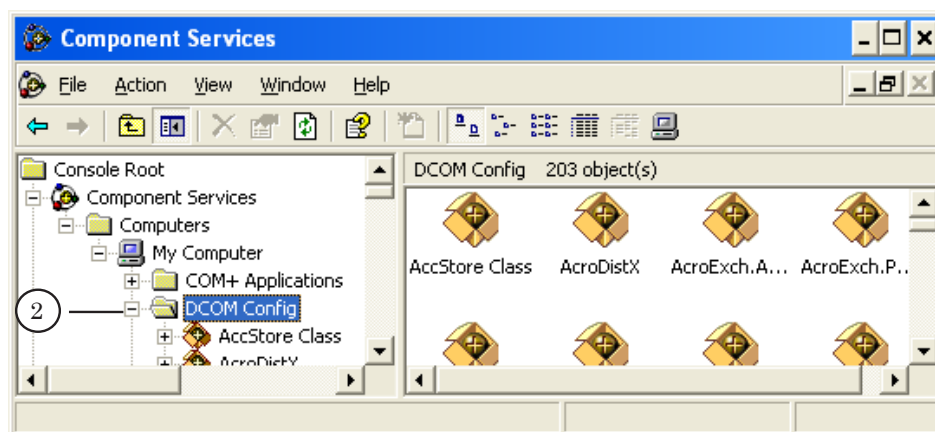 Component Services
File Action View Window Help
Console Root
DCOM Config 203 object(s)
Component Services
Computers
My Computer
COM+ Applications
2 DCOM Config
AccStore Class
AcroDistX
AccStore Class AcroDistX AcroExch.A... AcroExch.P..